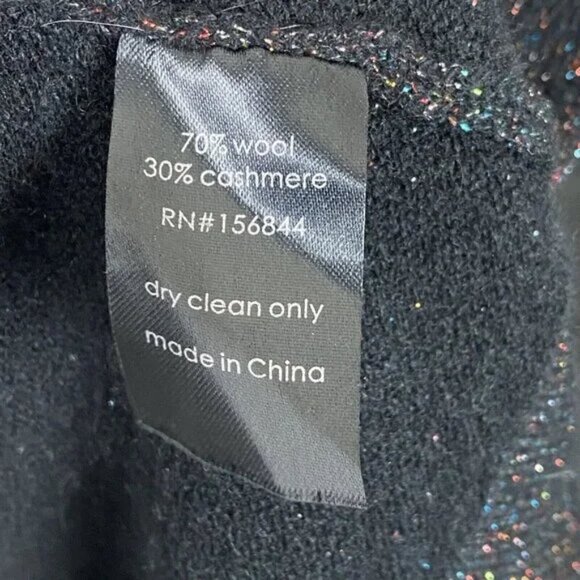 70% wool
30% cashmere
RN#156844
dry clean only
made in China